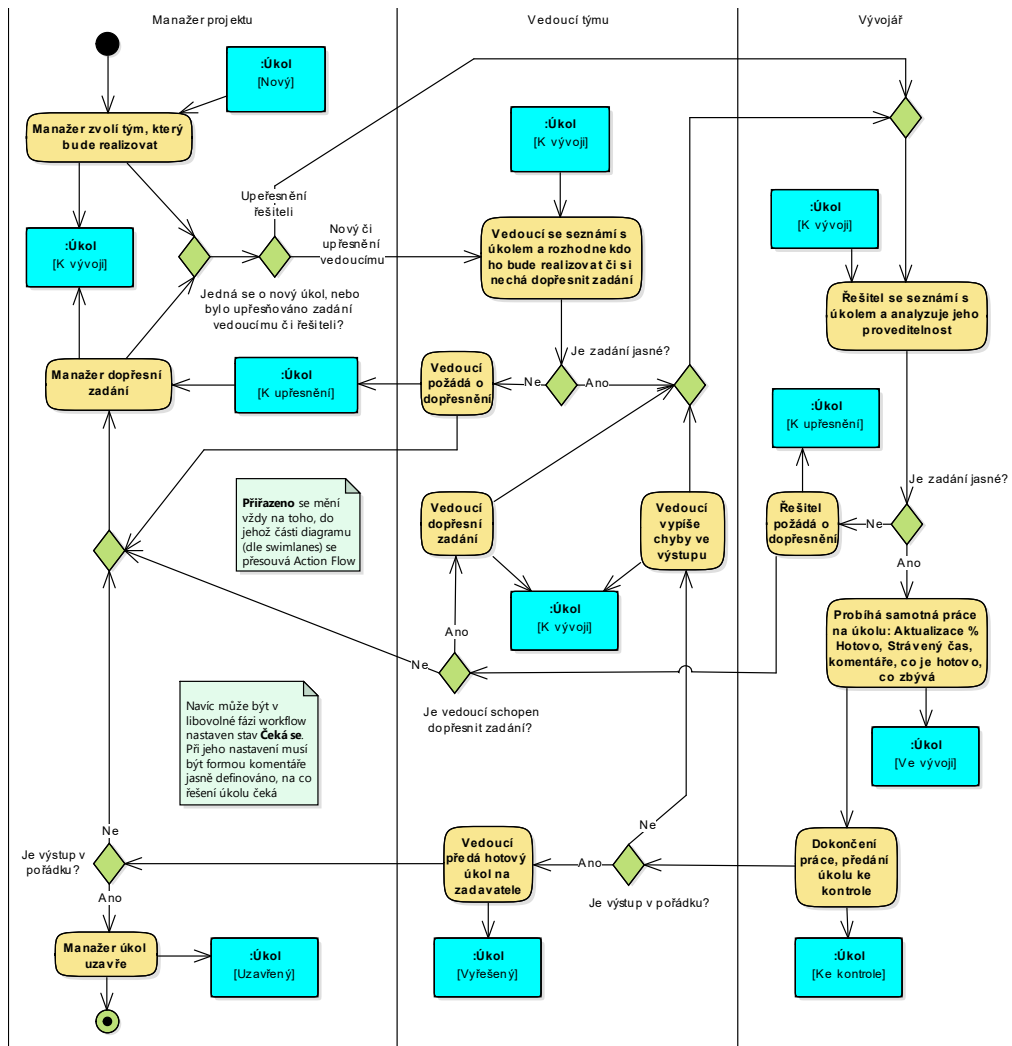 Manažer projektu
Vedoucí týmu
Vývojář
:Úkol
[Nový]
Manažer zvolí tým, který
bude realizovat
:Úkol
[K vývoji]
:Úkol
[K vývoji]
Upeřesnění
řešiteli
Nový či
upřesnění
vedoucímu
Vedoucí se seznámí s
úkolem a rozhodne kdo
ho bude realizovat či si
nechá dopřesnit zadání
:Úkol
[K vývoji]
:Úkol
[K vývoji]
Jedná se o nový úkol, nebo
bylo upřesňováno zadání
vedoucímu či řešiteli?
Řešitel se seznámí s
úkolem a analyzuje jeho
proveditelnost
Manažer dopřesní
zadání
:Úkol
[K upřesnění]
Vedoucí
požádá o
dopřesnění
Ne
Je zadání jasné?
Ano
:Úkol
[K upřesnění]
Je zadání jasné?
Přiřazeno se mění
vždy na toho, do
jehož části diagramu
(dle swimlanes) se
přesouvá Action Flow
Vedoucí
dopřesní
zadání
Vedoucí
vypíše
chyby ve
výstupu
Řešitel
požádá o
dopřesnění
Ne
Ano
:Úkol
[K vývoji]
Ano
Ne
Je vedoucí schopen
dopřesnit zadání?
Probíhá samotná práce
na úkolu: Aktualizace %
Hotovo, Strávený čas,
komentáře, co je hotovo,
co zbývá
Navíc může být v
libovolné fázi workflow
nastaven stav Čeká se.
Při jeho nastavení musí
být formou komentáře
jasně definováno, na co
řešení úkolu čeká
:Úkol
[Ve vývoji]
Ne
Je výstup v
pořádku?
Ano
Vedoucí
předá hotový
úkol na
zadavatele
Ano
Ne
Je výstup v pořádku?
Dokončení
práce, předání
úkolu ke
kontrole
Manažer úkol
uzavře
:Úkol
[Uzavřený]
:Úkol
[Vyřešený]
:Úkol
[Ke kontrole]